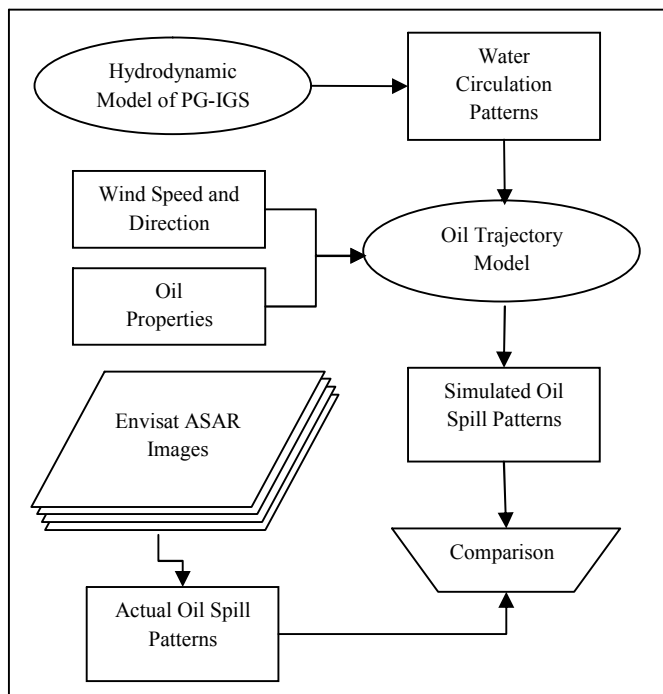 Hydrodynamic
Model of PG-IGS
Water
Circulation
Patterns
Wind Speed and
Direction
Oil
Properties
Oil Trajectory
Model
Envisat ASAR
Images
Simulated Oil
Spill Patterns
Comparison
Actual Oil Spill
Patterns